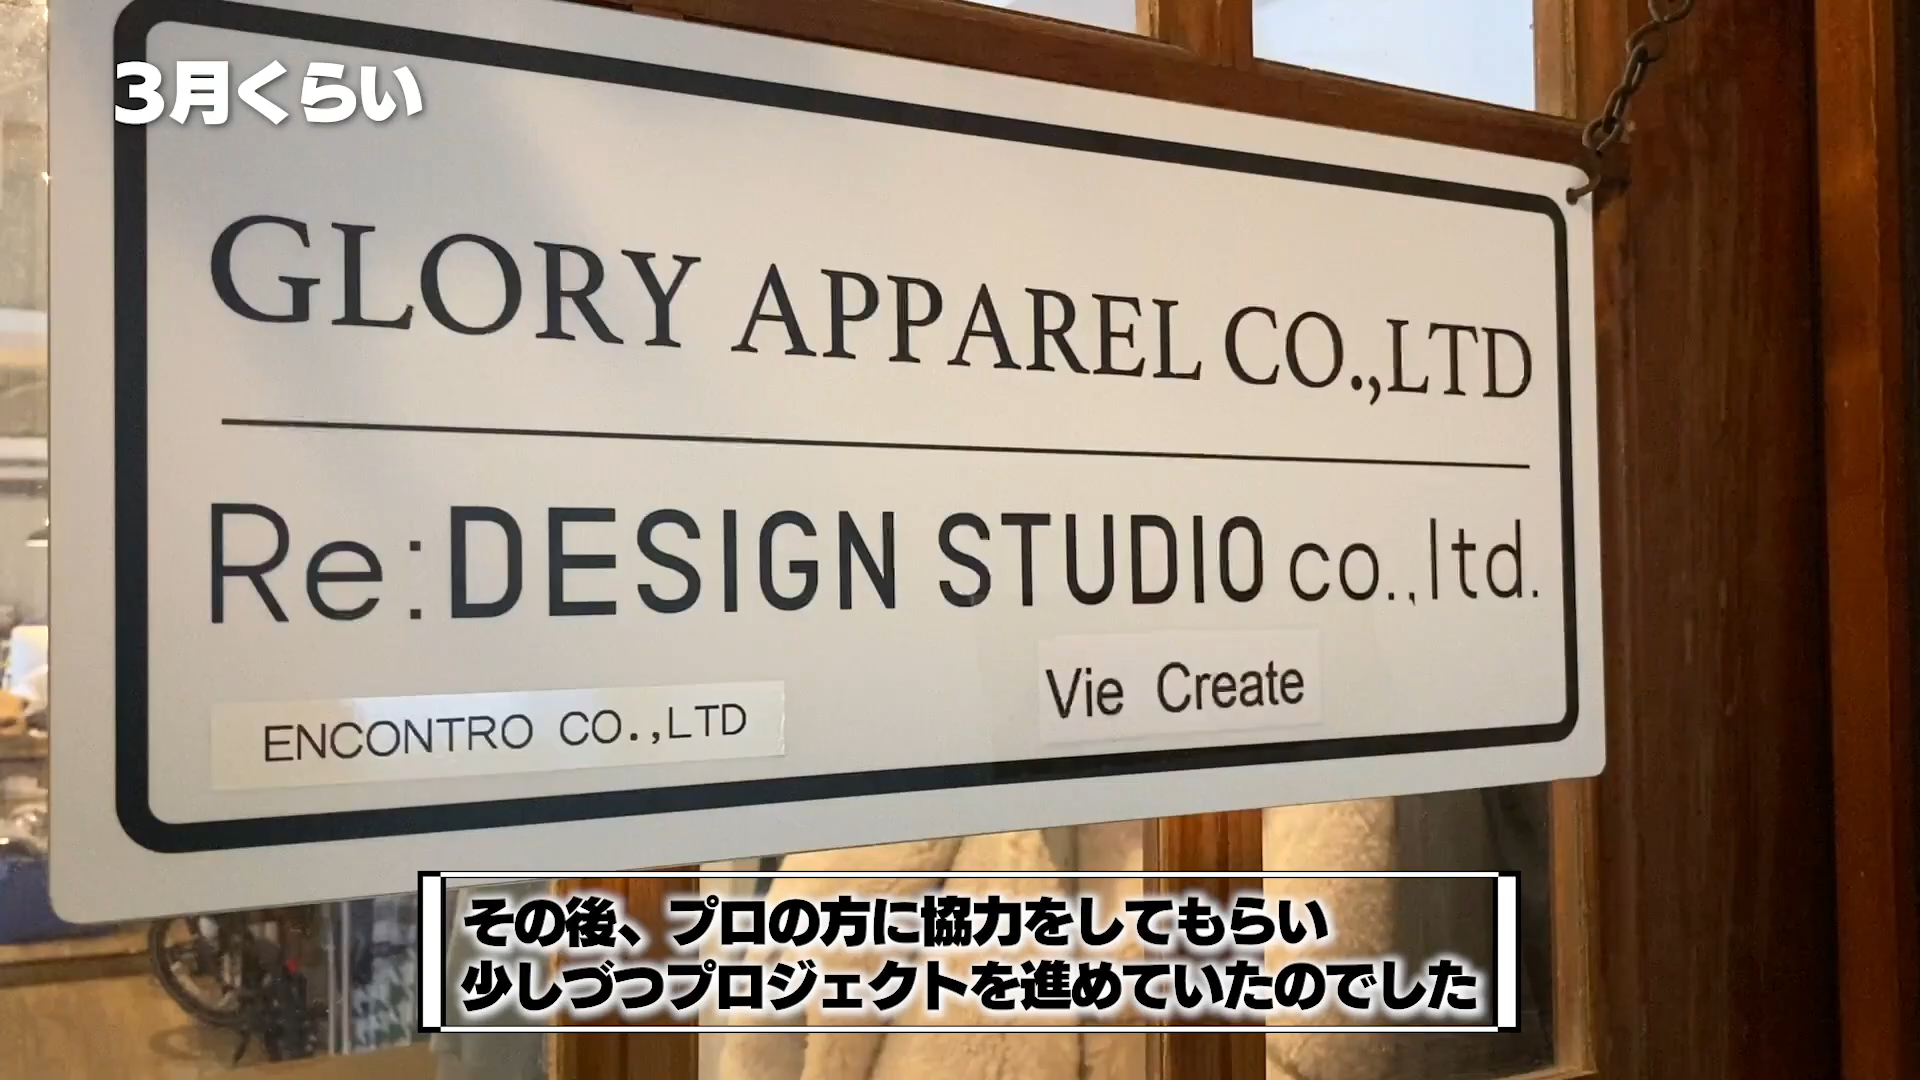 3月くらい
GLORY APPAREL CO.,LTD
Re:DESIGN STUDIO co.,ltd.
ENCONTRO CO.,LTD
Vie Create
その後、プロの方に協力をしてもらい
少しづつプロジェクトを進めていたのでした